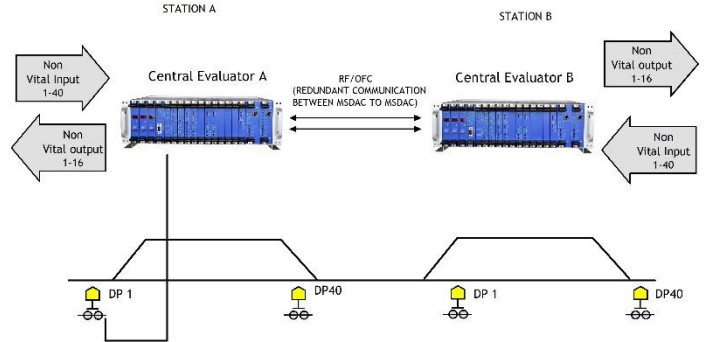 STATION A
STATION B
Non
Vital Input
1-40
Non
Vital output
1-16
Central Evaluator A
RF/OFC
(REDUNDANT COMMUNICATION
BETWEEN MSDAC TO MSDAC)
Central Evaluator B
Non
Vital output
1-16
Non
Vital Input
1-40
DP 1
DP40
DP 1
DP40